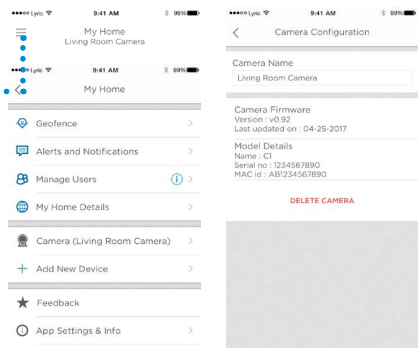 Lyric 9:41 AM 99%
My Home
Living Room Camera
Lyric 9:41 AM 99%
My Home
Geofence
Alerts and Notifications
Manage Users
My Home Details
Camera (Living Room Camera)
Add New Device
Feedback
App Settings & Info
Lyric 9:41 AM 99%
Camera Configuration
Camera Name
Living Room Camera
Camera Firmware
Version : v0.92
Last updated on : 04-25-2017
Model Details
Name : C1
Serial no : 1234567890
MAC id : AB1234567890
DELETE CAMERA